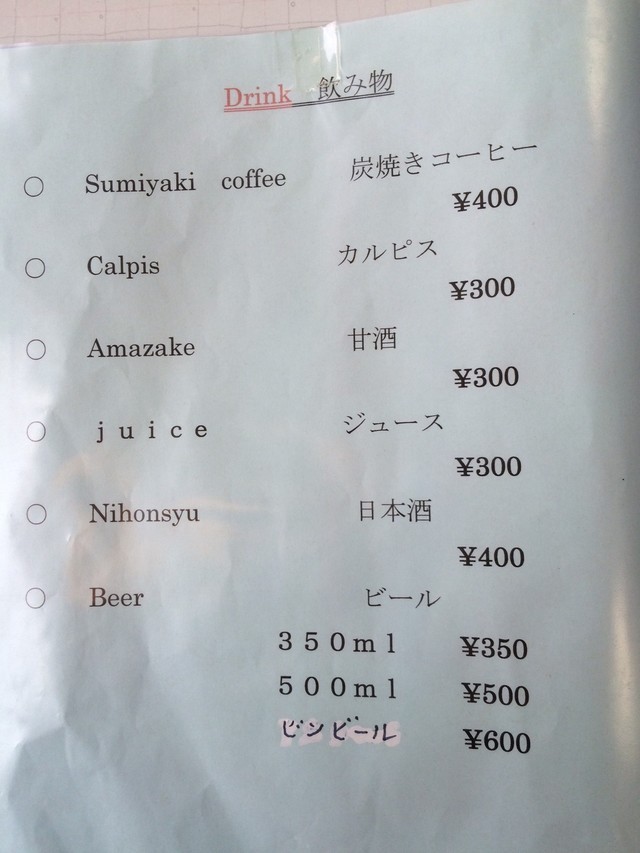 Drink 飲み物
○ Sumiyaki coffee 炭焼きコーヒー
¥400
○ Calpis カルピス
¥300
○ Amazake 甘酒
¥300
○ ｊｕｉｃｅ ジュース
¥300
○ Nihonsyu 日本酒
¥400
○ Beer ビール
３５０ｍｌ ¥350
５００ｍｌ ¥500
ビンビール ¥600